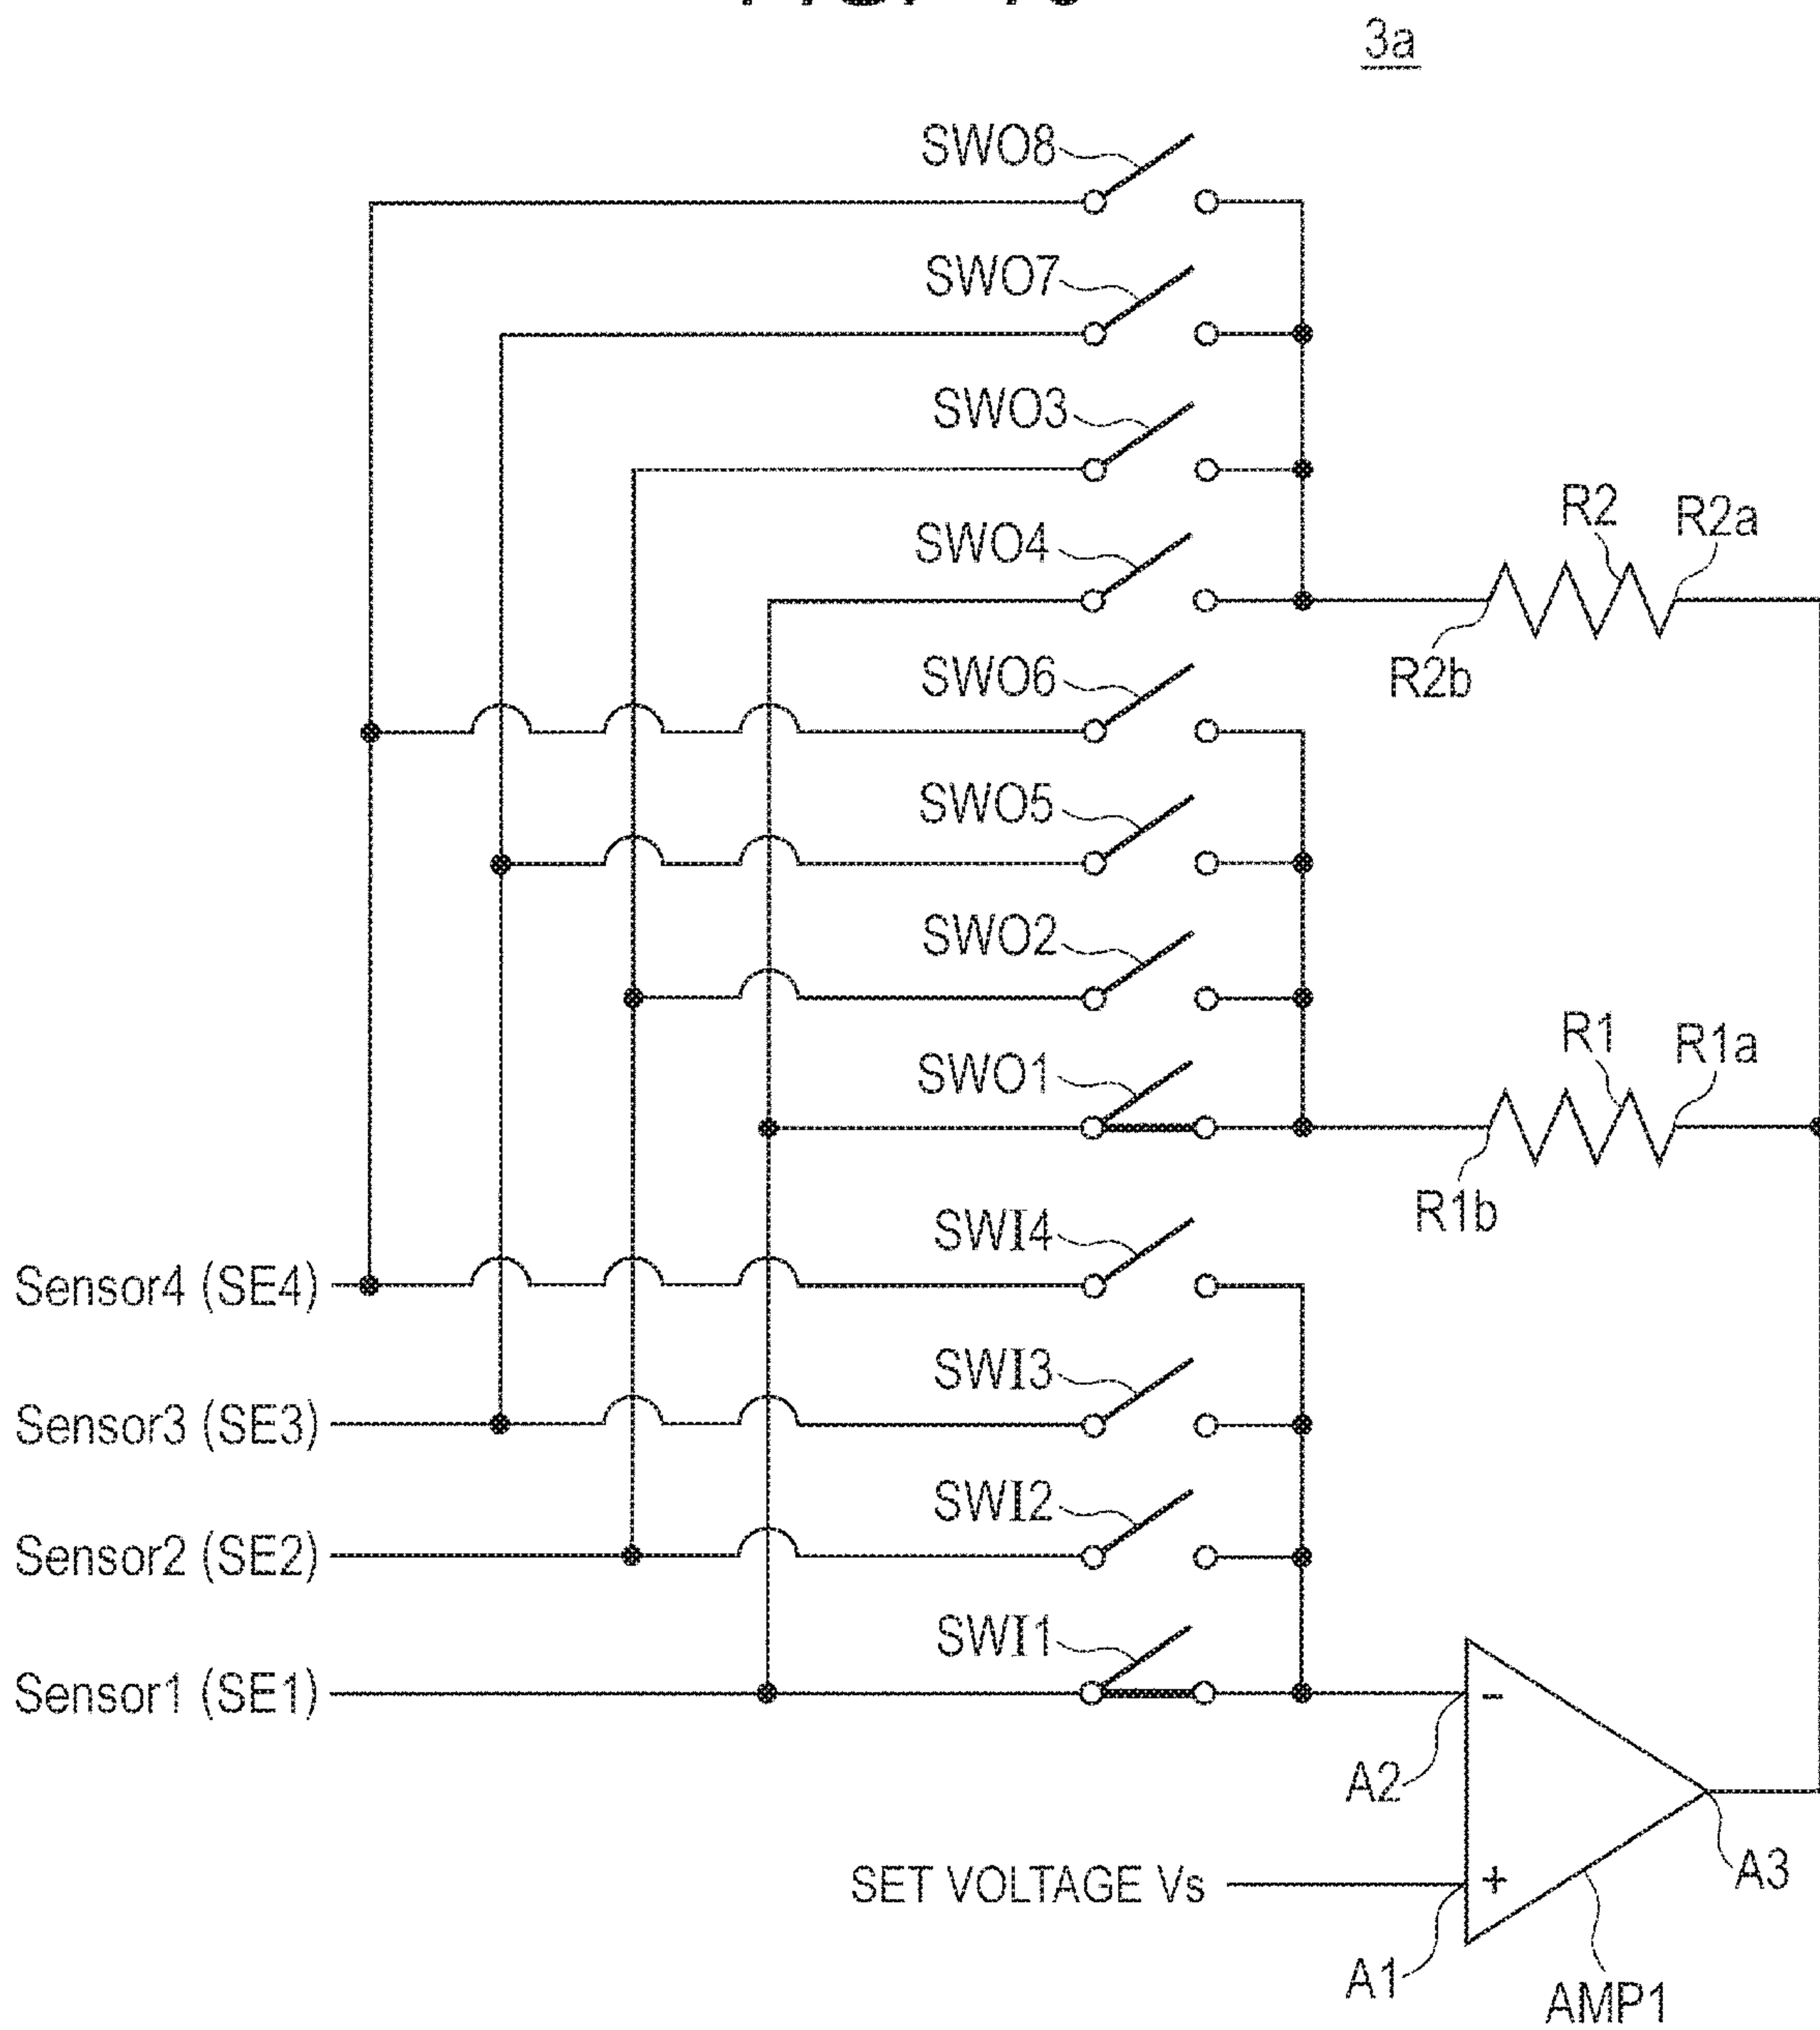 3a
SWO8
SWO7
SWO3
SWO4
R2
R2a
R2b
SWO6
SWO5
SWO2
SWO1
R1
R1a
R1b
SWI4
Sensor4 (SE4)
SWI3
Sensor3 (SE3)
SWI2
Sensor2 (SE2)
SWI1
Sensor1 (SE1)
-
A2
SET VOLTAGE Vs
+
A3
A1
AMP1